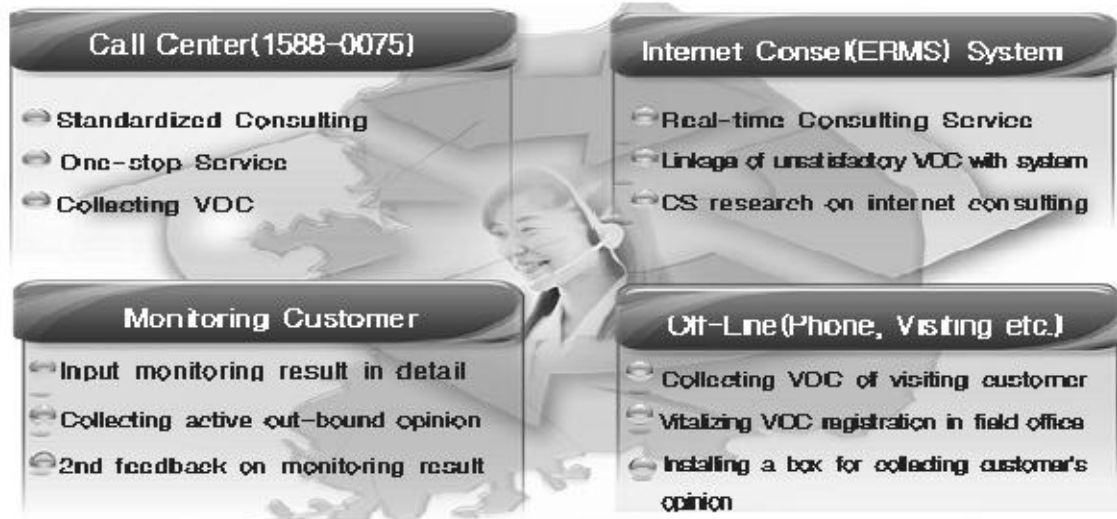 Call Center(1588-0075)
Standardized Consulting
One-stop Service
Collecting VOC
Internet Consel(ERMS) System
Real-time Consulting Service
Linkage of unsatisfactory VOC with system
CS research on internet consulting
Monitoring Customer
Input monitoring result in detail
Collecting active out-bound opinion
2nd feedback on monitoring result
Off-Line(Phone, Visiting etc.)
Collecting VOC of visiting customer
Vitalizing VOC registration in field office
Installing a box for collecting customer's
opinion